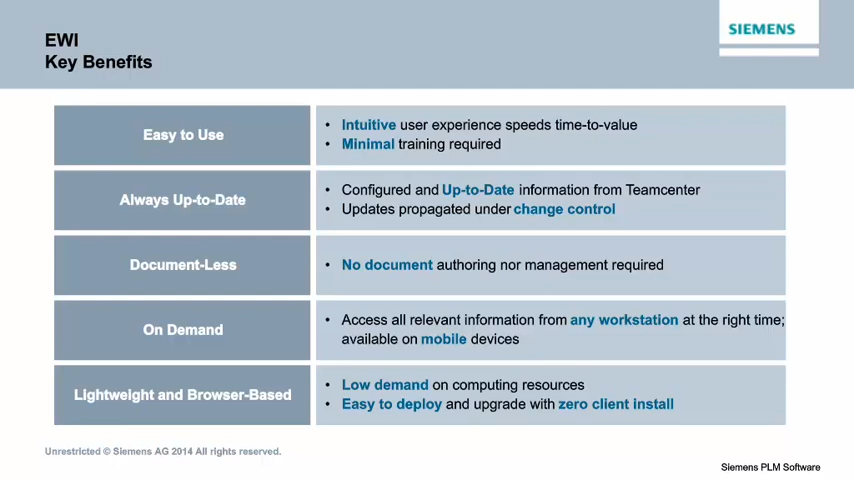 EWI
Key Benefits
SIEMENS
Easy to Use
• Intuitive user experience speeds time-to-value
• Minimal training required
Always Up-to-Date
• Configured and Up-to-Date information from Teamcenter
• Updates propagated under change control
Document-Less
• No document authoring nor management required
On Demand
• Access all relevant information from any workstation at the right time;
available on mobile devices
Lightweight and Browser-Based
• Low demand on computing resources
• Easy to deploy and upgrade with zero client install
Unrestricted © Siemens AG 2014 All rights reserved.
Siemens PLM Software